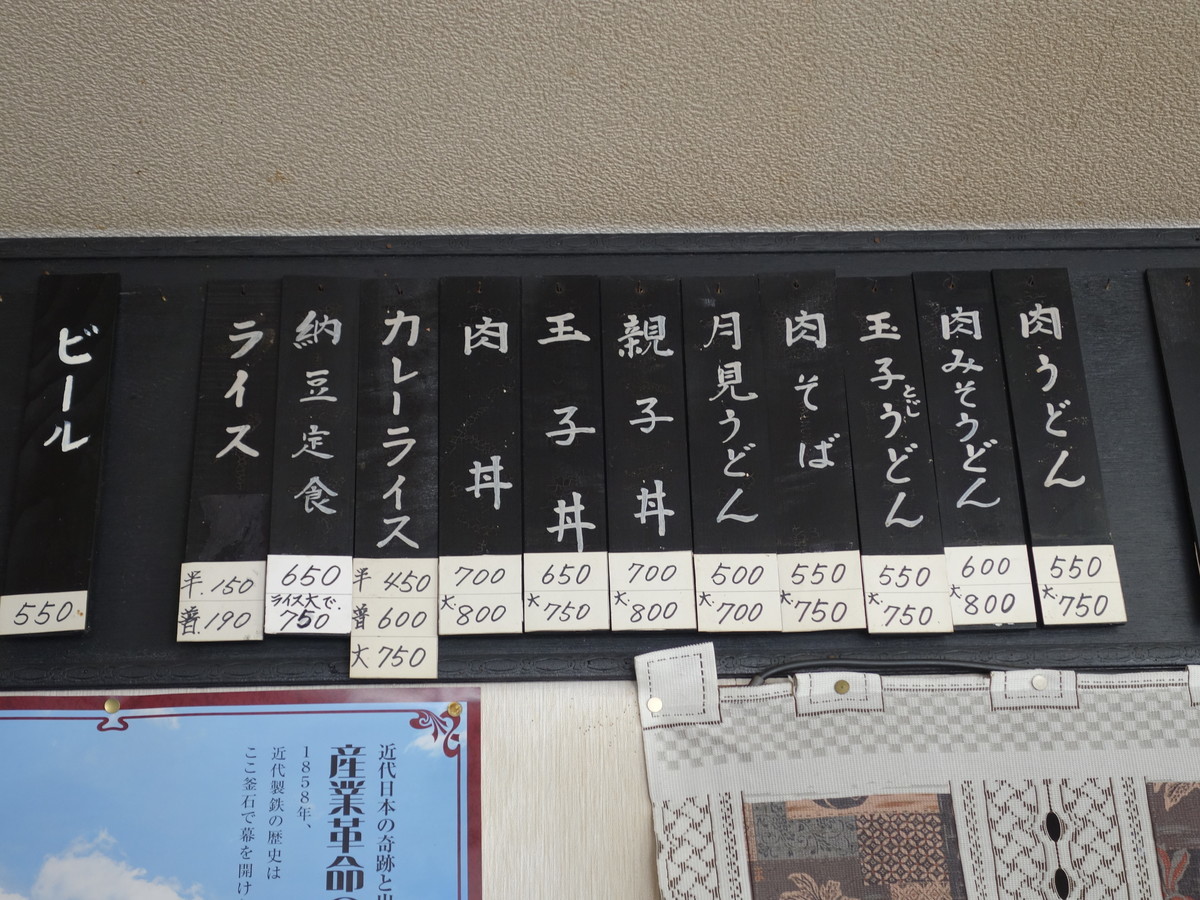 肉うどん
550
大.750
肉みそうどん
600
大.800
玉子とじうどん
550
大.750
肉そば
550
大.750
月見うどん
500
大.700
親子丼
700
大.800
玉子丼
650
大.750
肉丼
700
大.800
カレーライス
半 450
普 600
大 750
納豆定食
650
ライス大で.
750
ライス
半.150
普.190
ビール
550
近代日本の奇跡と
産業革命
1858年、
近代製鉄の歴史は
ここ釜石で幕を開け